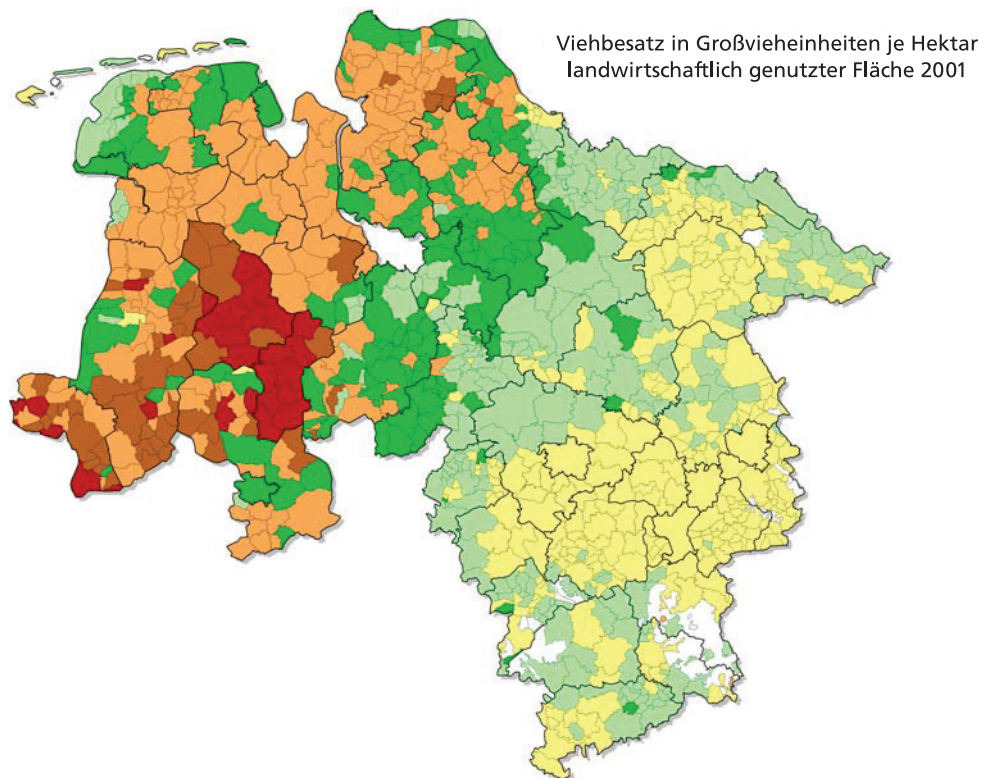 Viehbesatz in Großvieheinheiten je Hektar
landwirtschaftlich genutzter Fläche 2001